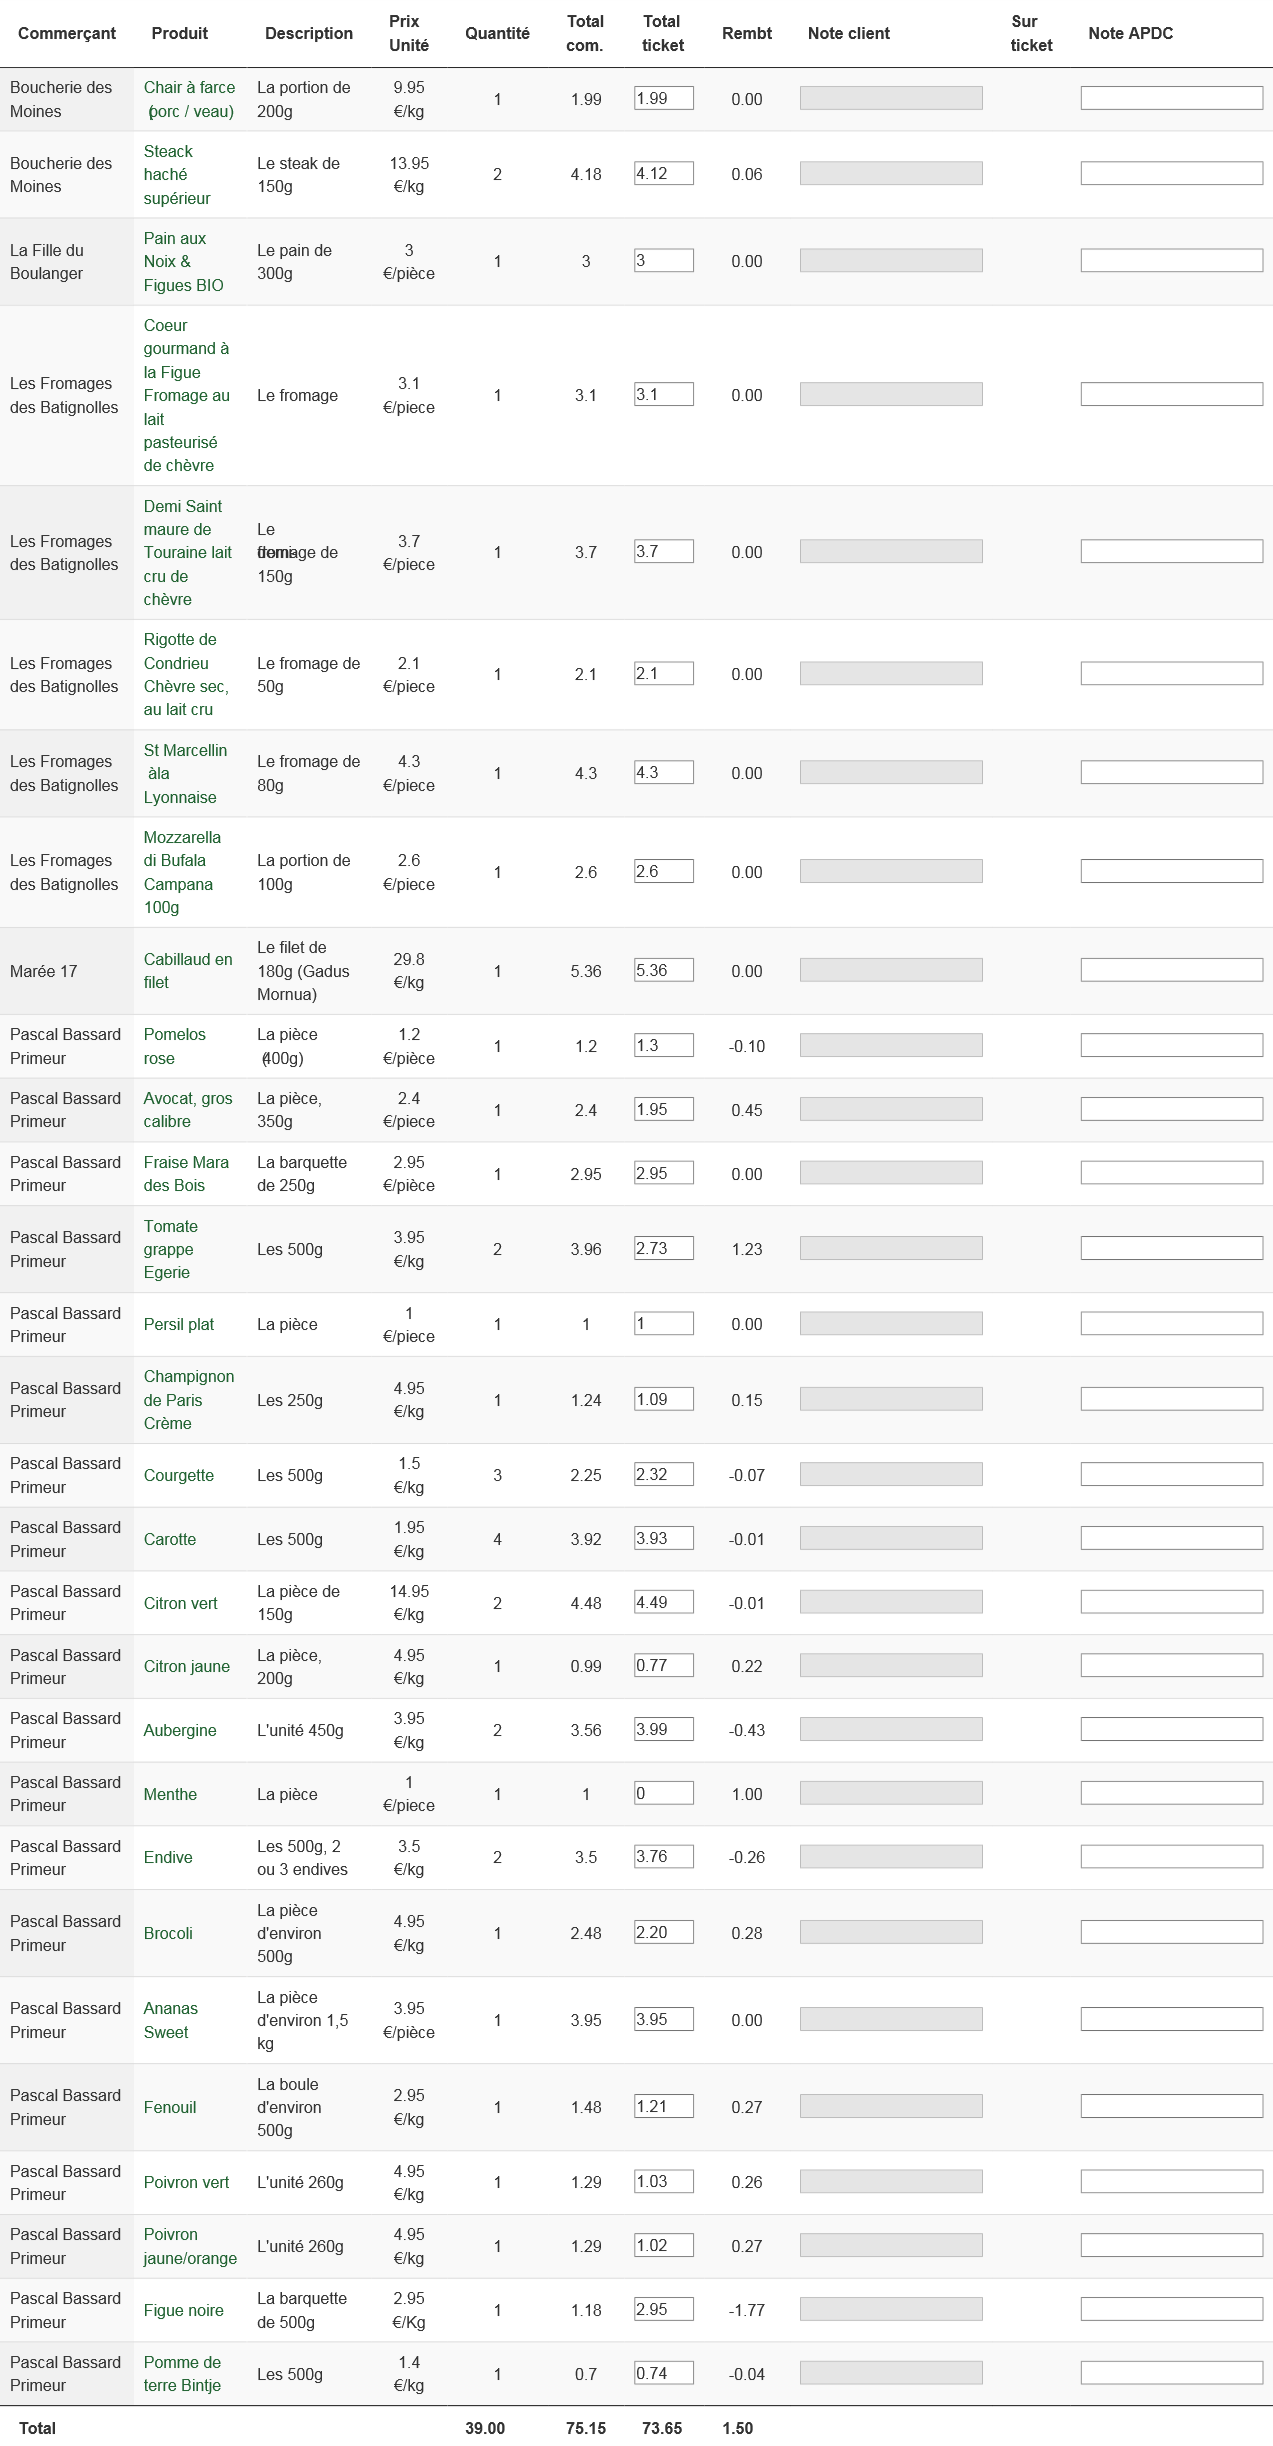 Commerçant Produit Description Prix Unité Quantité Total com. Total ticket Rembt Note client Sur ticket Note APDC
Boucherie des Moines Chair à farce (porc / veau) La portion de 200g 9.95 €/kg 1 1.99 1.99 0.00
Boucherie des Moines Steack haché supérieur Le steak de 150g 13.95 €/kg 2 4.18 4.12 0.06
La Fille du Boulanger Pain aux Noix & Figues BIO Le pain de 300g 3 €/pièce 1 3 3 0.00
Les Fromages des Batignolles Coeur gourmand à la Figue Fromage au lait pasteurisé de chèvre Le fromage 3.1 €/piece 1 3.1 3.1 0.00
Les Fromages des Batignolles Demi Saint maure de Touraine lait cru de chèvre Le de 150g 3.7 €/piece 1 3.7 3.7 0.00
Les Fromages des Batignolles Rigotte de Condrieu Chèvre sec, au lait cru Le fromage de 50g 2.1 €/piece 1 2.1 2.1 0.00
Les Fromages des Batignolles St Marcellin àla Lyonnaise Le fromage de 80g 4.3 €/piece 1 4.3 4.3 0.00
Les Fromages des Batignolles Mozzarella di Bufala Campana 100g La portion de 100g 2.6 €/piece 1 2.6 2.6 0.00
Marée 17 Cabillaud en filet Le filet de 180g (Gadus Mornua) 29.8 €/kg 1 5.36 5.36 0.00
Pascal Bassard Primeur Pomelos rose La pièce (400g) 1.2 €/pièce 1 1.2 1.3 -0.10
Pascal Bassard Primeur Avocat, gros calibre La pièce, 350g 2.4 €/piece 1 2.4 1.95 0.45
Pascal Bassard Primeur Fraise Mara des Bois La barquette de 250g 2.95 €/pièce 1 2.95 2.95 0.00
Pascal Bassard Primeur Tomate grappe Egerie Les 500g 3.95 €/kg 2 3.96 2.73 1.23
Pascal Bassard Primeur Persil plat La pièce 1 €/piece 1 1 1 0.00
Pascal Bassard Primeur Champignon de Paris Crème Les 250g 4.95 €/kg 1 1.24 1.09 0.15
Pascal Bassard Primeur Courgette Les 500g 1.5 €/kg 3 2.25 2.32 -0.07
Pascal Bassard Primeur Carotte Les 500g 1.95 €/kg 4 3.92 3.93 -0.01
Pascal Bassard Primeur Citron vert La pièce de 150g 14.95 €/kg 2 4.48 4.49 -0.01
Pascal Bassard Primeur Citron jaune La pièce, 200g 4.95 €/kg 1 0.99 0.77 0.22
Pascal Bassard Primeur Aubergine L'unité 450g 3.95 €/kg 2 3.56 3.99 -0.43
Pascal Bassard Primeur Menthe La pièce 1 €/piece 1 1 0 1.00
Pascal Bassard Primeur Endive Les 500g, 2 ou 3 endives 3.5 €/kg 2 3.5 3.76 -0.26
Pascal Bassard Primeur Brocoli La pièce d'environ 500g 4.95 €/kg 1 2.48 2.20 0.28
Pascal Bassard Primeur Ananas Sweet La pièce d'environ 1,5 kg 3.95 €/pièce 1 3.95 3.95 0.00
Pascal Bassard Primeur Fenouil La boule d'environ 500g 2.95 €/kg 1 1.48 1.21 0.27
Pascal Bassard Primeur Poivron vert L'unité 260g 4.95 €/kg 1 1.29 1.03 0.26
Pascal Bassard Primeur Poivron jaune/orange L'unité 260g 4.95 €/kg 1 1.29 1.02 0.27
Pascal Bassard Primeur Figue noire La barquette de 500g 2.95 €/Kg 1 1.18 2.95 -1.77
Pascal Bassard Primeur Pomme de terre Bintje Les 500g 1.4 €/kg 1 0.7 0.74 -0.04
Total 39.00 75.15 73.65 1.50